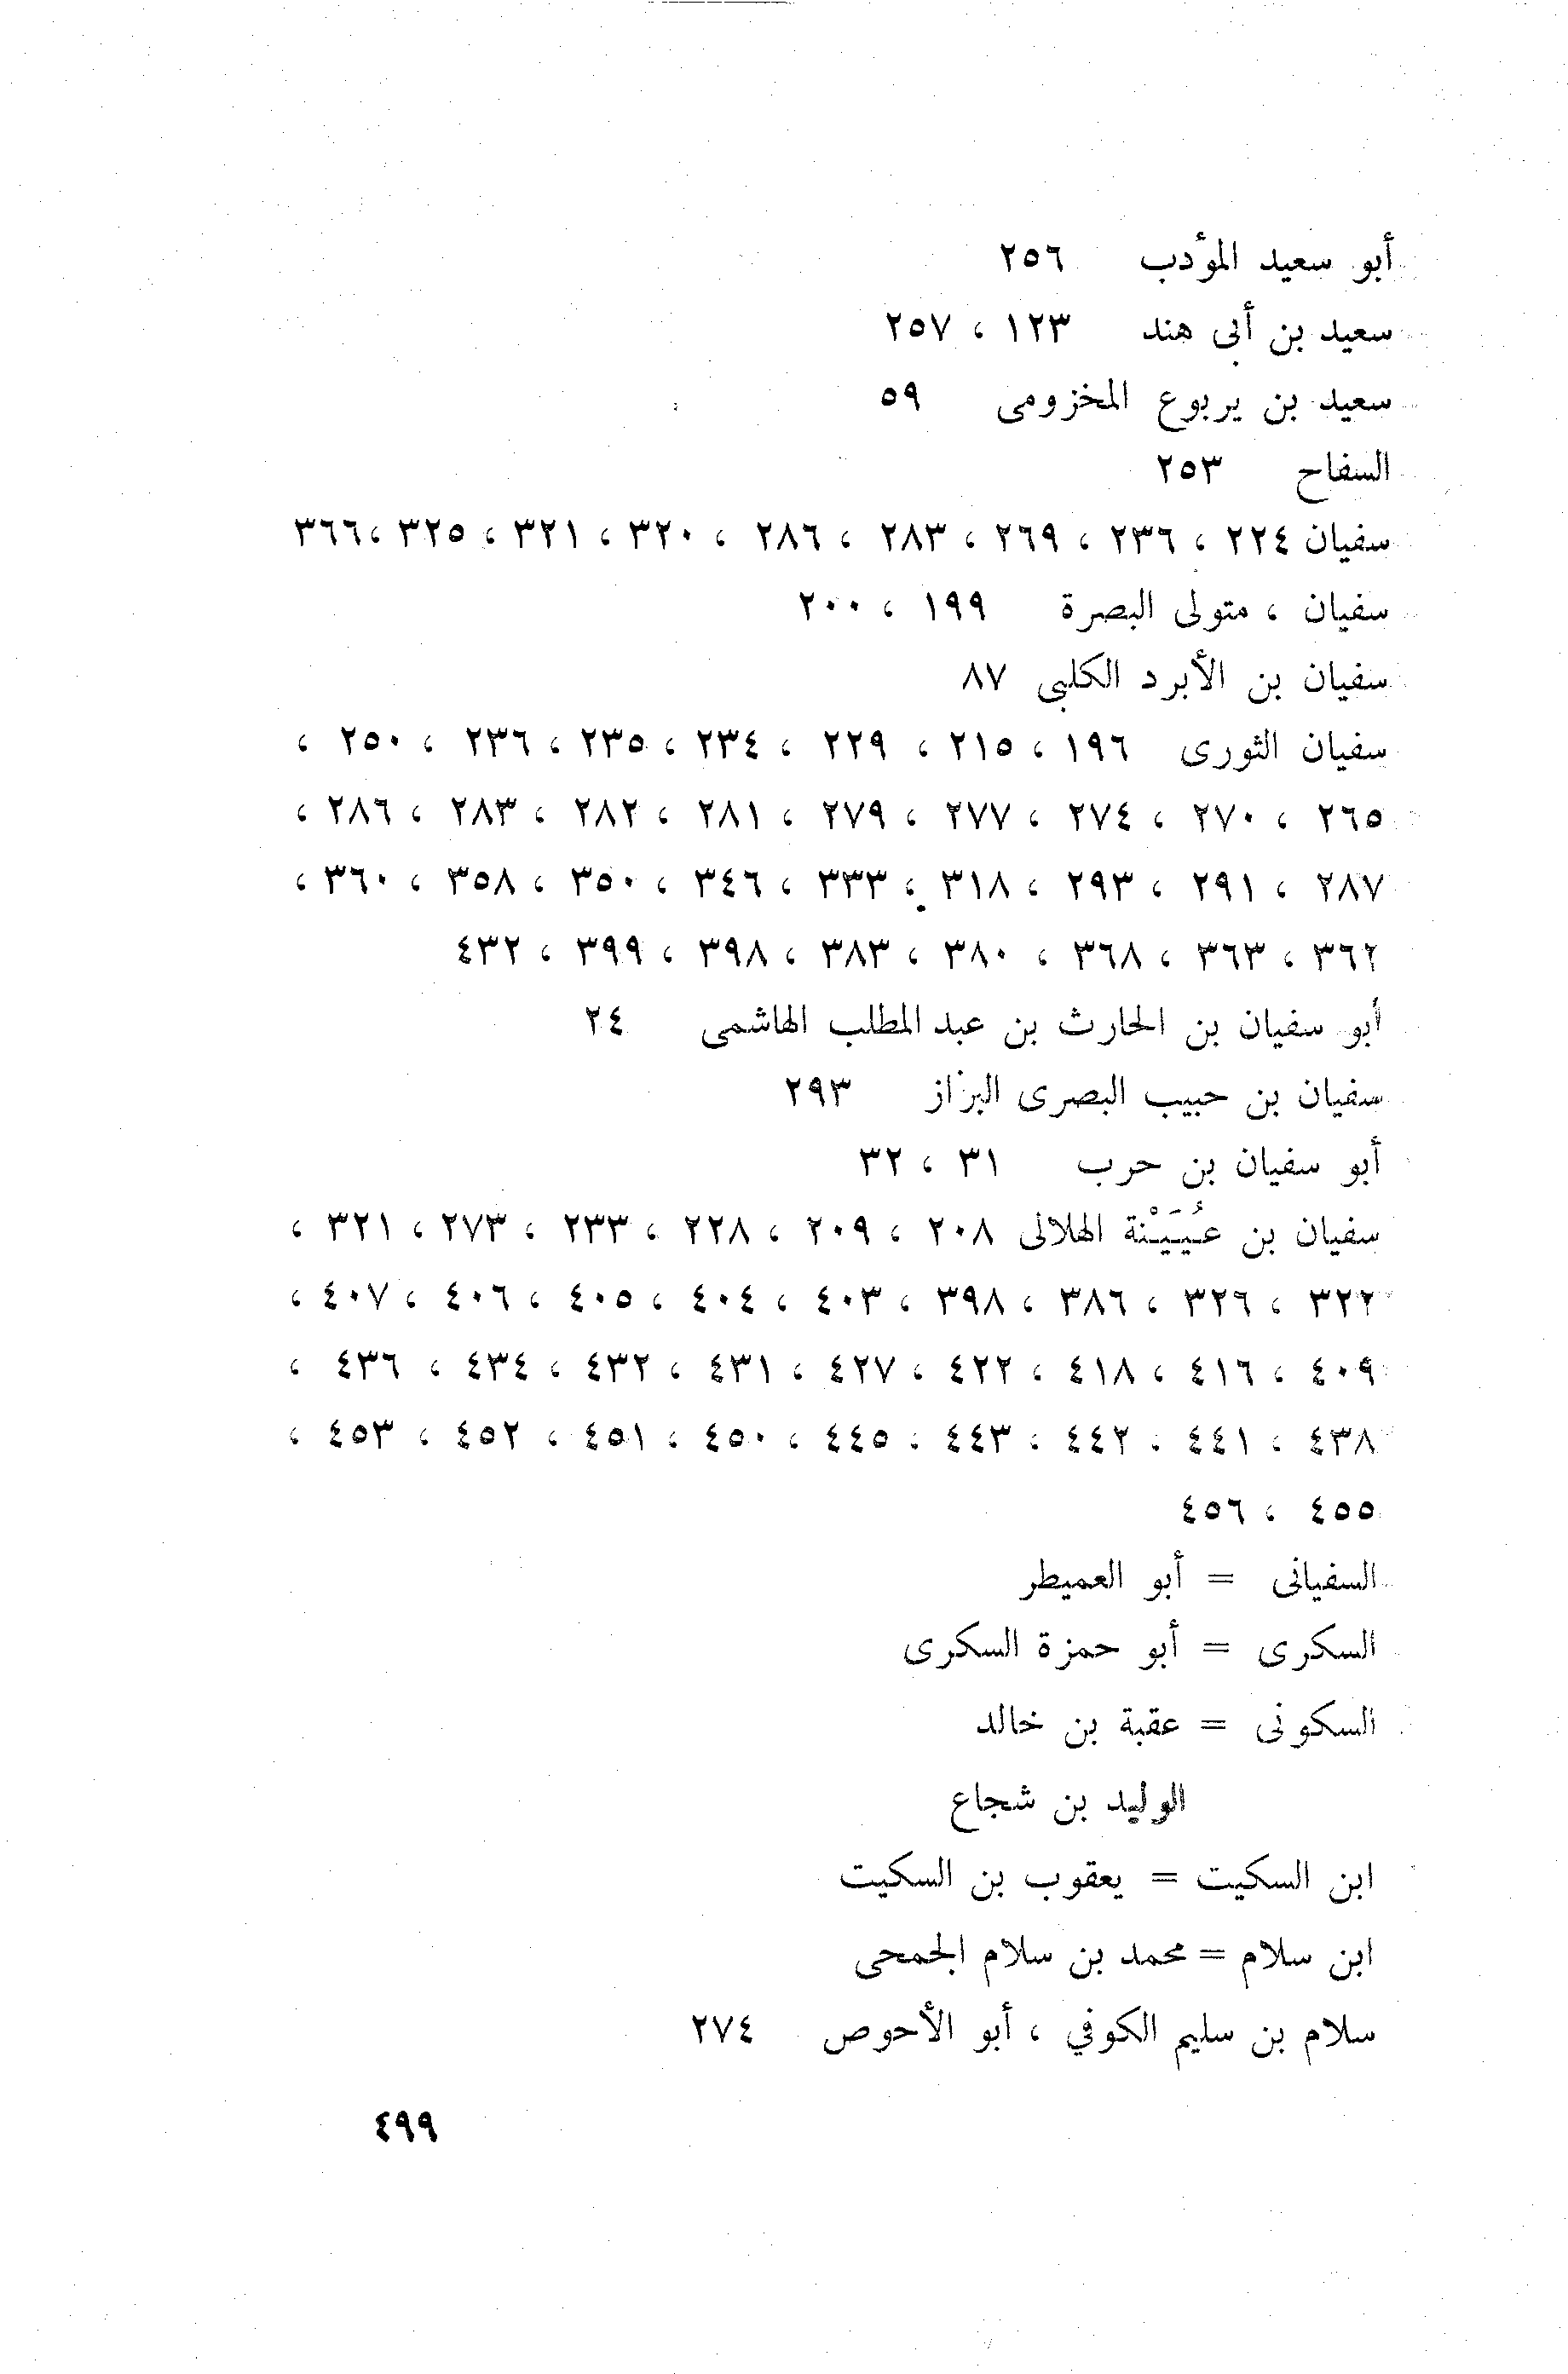 أبو سعيد المؤدب ٢٥٦
سعيد بن أبى هند ١٢٣ ، ٢٥٧
سعيد بن يربوع المخزومى ٥٩
السفاح ٢٥٣
سفيان ٢٢٤ ، ٢٣٦ ، ٢٦٩ ، ٢٨٣ ، ٢٨٦ ، ٣٢٠ ، ٣٢١ ، ٣٢٥ ، ٣٦٦
سفيان ، متولى البصرة ١٩٩ ، ٢٠٠
سفيان بن الأبرد الكلبى ٨٧
سفيان الثورى ١٩٦ ، ٢١٥ ، ٢٢٩ ، ٢٣٤ ، ٢٣٥ ، ٢٣٦ ، ٢٥٠ ،
٢٦٥ ، ٢٧٠ ، ٢٧٤ ، ٢٧٧ ، ٢٧٩ ، ٢٨١ ، ٢٨٢ ، ٢٨٣ ، ٢٨٦ ،
٢٨٧ ، ٢٩١ ، ٢٩٣ ، ٣١٨ ، ٣٣٣ ، ٣٤٦ ، ٣٥٠ ، ٣٥٨ ، ٣٦٠ ،
٣٦٢ ، ٣٦٣ ، ٣٦٨ ، ٣٨٠ ، ٣٨٣ ، ٣٩٨ ، ٣٩٩ ، ٤٣٢
أبو سفيان بن الحارث بن عبد المطلب الهاشمى ٢٤
سفيان بن حبيب البصرى البزاز ٢٩٣
أبو سفيان بن حرب ٣١ ، ٣٢
سفيان بن عُيَيْنة الهلالى ٢٠٨ ، ٢٠٩ ، ٢٢٨ ، ٢٣٣ ، ٢٧٣ ، ٣٢١ ،
٣٢٢ ، ٣٢٦ ، ٣٨٦ ، ٣٩٨ ، ٤٠٣ ، ٤٠٤ ، ٤٠٥ ، ٤٠٦ ، ٤٠٧ ،
٤٠٩ ، ٤١٦ ، ٤١٨ ، ٤٢٢ ، ٤٢٧ ، ٤٣١ ، ٤٣٢ ، ٤٣٤ ، ٤٣٦ ،
٤٣٨ ، ٤٤١ ، ٤٤٢ ، ٤٤٣ ، ٤٤٥ ، ٤٥٠ ، ٤٥١ ، ٤٥٢ ، ٤٥٣ ،
٤٥٥ ، ٤٥٦
السفيانى = أبو العميطر
السكرى = أبو حمزة السكرى
السكونى = عقبة بن خالد
الوليد بن شجاع
ابن السكيت = يعقوب بن السكيت
ابن سلام = محمد بن سلام الجمحى
سلام بن سليم الكوفي ، أبو الأحوص ٢٧٤
٤٩٩